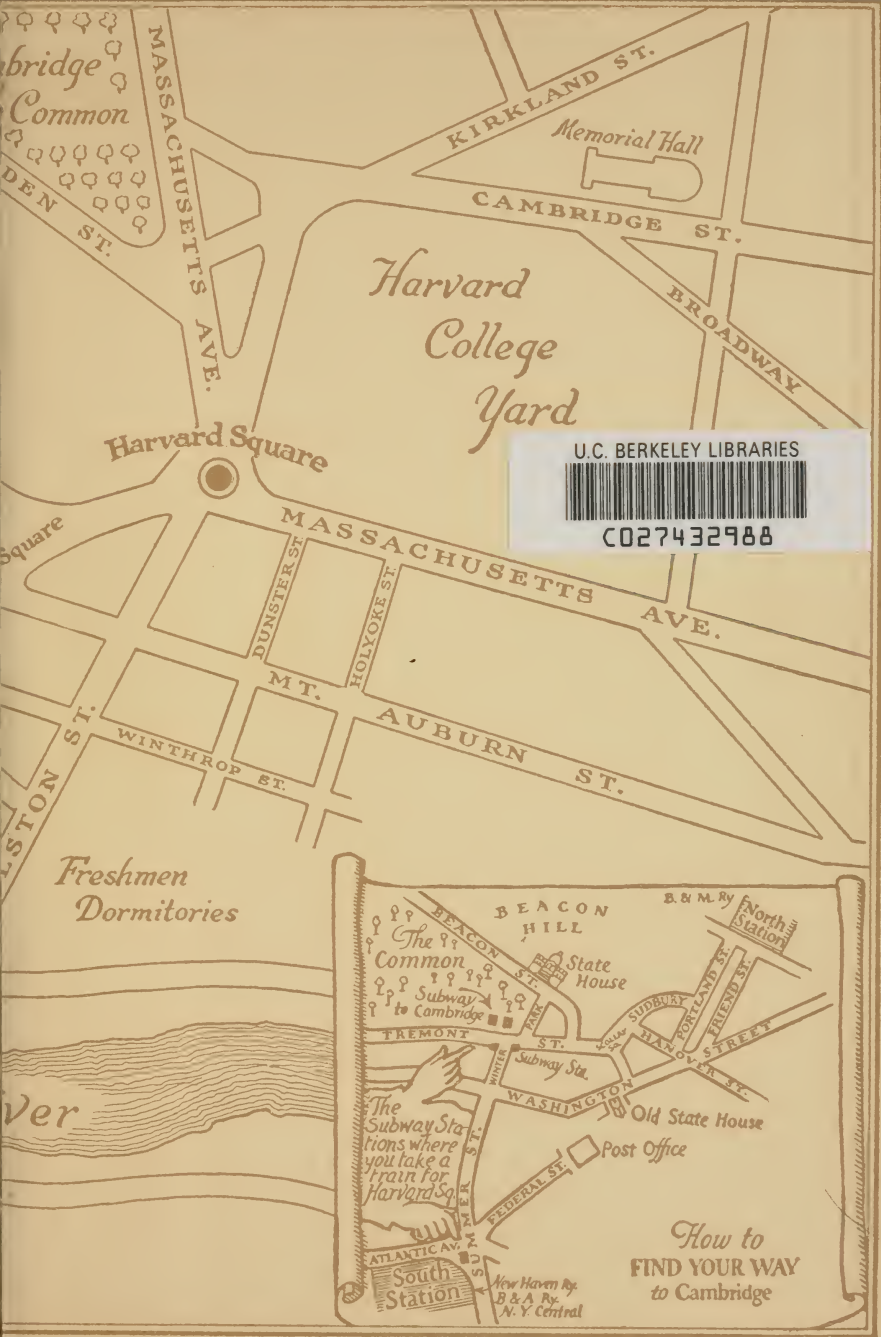 bridge
Common
MASSACHUSETTS AVE.
DEN ST.
KIRKLAND ST.
Memorial Hall
CAMBRIDGE ST.
BROADWAY
Harvard
College
Yard
Harvard Square
U.C. BERKELEY LIBRARIES
C027432988
Square
MASSACHUSETTS AVE.
DUNSTER ST.
HOLYOKE ST.
MT. AUBURN ST.
WINTHROP ST.
LSTON ST.
Freshmen
Dormitories
ver
BEACON
HILL
B. & M. Ry
North
Station
BEACON ST.
The
Common
State
House
Subway
to Cambridge
PARK
SUDBURY
PORTLAND ST.
FRIEND ST.
HANOVER ST.
STREET
TREMONT ST.
WINTER
Subway Sta.
WASHINGTON
Old State House
The
Subway Sta-
tions where
you take a
train for
Harvard Sq.
Post Office
SUMMER ST.
FEDERAL ST.
ATLANTIC AV.
South
Station
New Haven Ry.
B & A Ry.
N.Y. Central
How to
FIND YOUR WAY
to Cambridge